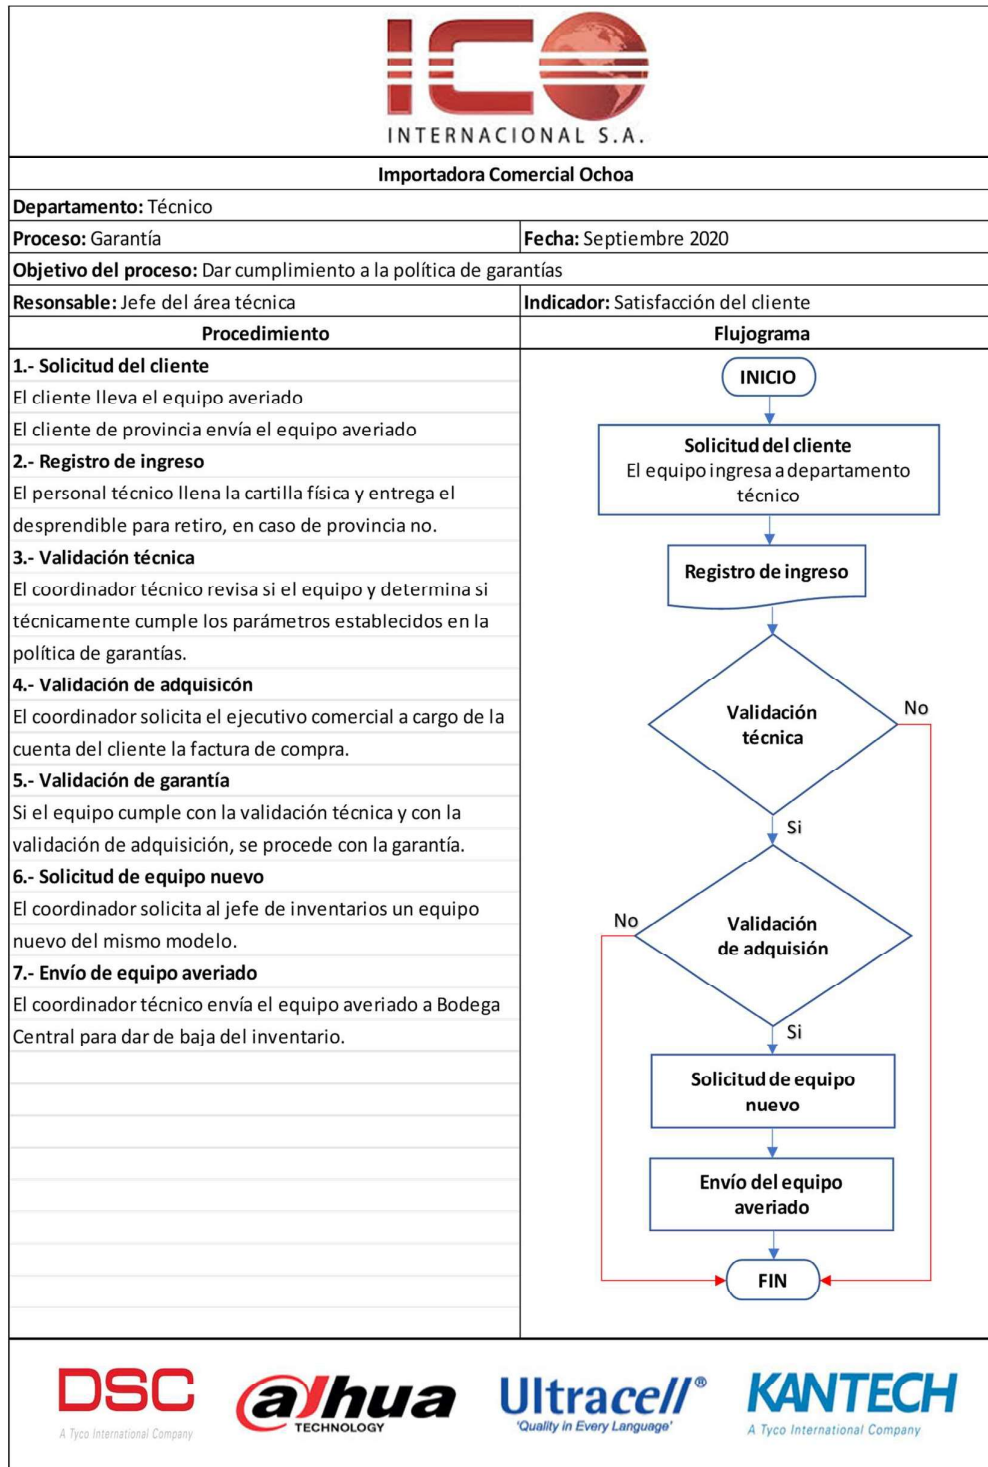 ICO
INTERNACIONAL S.A.
Importadora Comercial Ochoa
Departamento: Técnico
Proceso: Garantía
Fecha: Septiembre 2020
Objetivo del proceso: Dar cumplimiento a la política de garantías
Resonsable: Jefe del área técnica
Indicador: Satisfacción del cliente
Procedimiento
1.- Solicitud del cliente
El cliente lleva el equipo averiado
El cliente de provincia envía el equipo averiado
2.- Registro de ingreso
El personal técnico llena la cartilla física y entrega el
desprendible para retiro, en caso de provincia no.
3.- Validación técnica
El coordinador técnico revisa si el equipo y determina si
técnicamente cumple los parámetros establecidos en la
política de garantías.
4.- Validación de adquisicón
El coordinador solicita el ejecutivo comercial a cargo de la
cuenta del cliente la factura de compra.
5.- Validación de garantía
Si el equipo cumple con la validación técnica y con la
validación de adquisición, se procede con la garantía.
6.- Solicitud de equipo nuevo
El coordinador solicita al jefe de inventarios un equipo
nuevo del mismo modelo.
7.- Envío de equipo averiado
El coordinador técnico envía el equipo averiado a Bodega
Central para dar de baja del inventario.
Flujograma
INICIO
Solicitud del cliente
El equipo ingresa a departamento
técnico
Registro de ingreso
Validación
técnica
No
Si
Validación
de adquisión
No
Si
Solicitud de equipo
nuevo
Envío del equipo
averiado
FIN
DSC
A Tyco International Company
alhua
TECHNOLOGY
Ultracell®
'Quality in Every Language'
KANTECH
A Tyco International Company